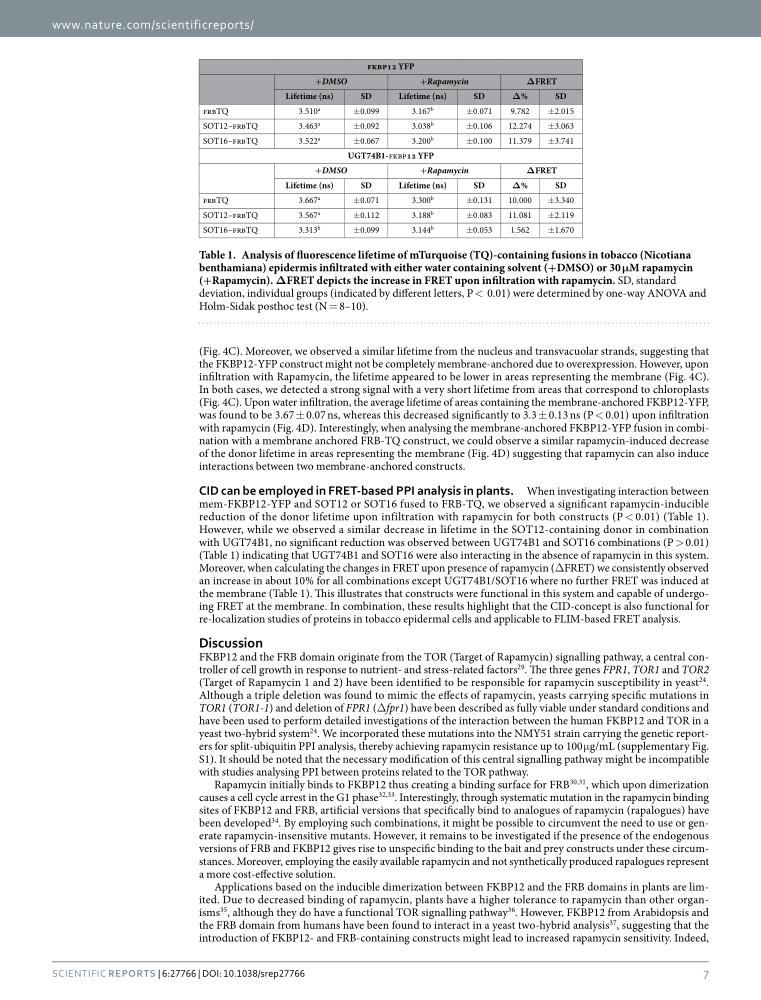 www.nature.com/scientificreports/
FKBP12 YFP
+DMSO +Rapamycin ΔFRET
Lifetime (ns) SD Lifetime (ns) SD Δ% SD
FRBTQ 3.510a ±0.099 3.167b ±0.071 9.782 ±2.015
SOT12–FRBTQ 3.463a ±0.092 3.038b ±0.106 12.274 ±3.063
SOT16–FRBTQ 3.522a ±0.067 3.200b ±0.100 11.379 ±3.741
UGT74B1-FKBP12 YFP
+DMSO +Rapamycin ΔFRET
Lifetime (ns) SD Lifetime (ns) SD Δ% SD
FRBTQ 3.667a ±0.071 3.300b ±0.131 10.000 ±3.340
SOT12–FRBTQ 3.567a ±0.112 3.188b ±0.083 11.081 ±2.119
SOT16–FRBTQ 3.313b ±0.099 3.144b ±0.053 1.562 ±1.670
Table 1. Analysis of fluorescence lifetime of mTurquoise (TQ)-containing fusions in tobacco (Nicotiana
benthamiana) epidermis infiltrated with either water containing solvent (+DMSO) or 30 μM rapamycin
(+Rapamycin). ΔFRET depicts the increase in FRET upon infiltration with rapamycin. SD, standard
deviation, individual groups (indicated by different letters, P < 0.01) were determined by one-way ANOVA and
Holm-Sidak posthoc test (N = 8–10).
(Fig. 4C). Moreover, we observed a similar lifetime from the nucleus and transvacuolar strands, suggesting that
the FKBP12-YFP construct might not be completely membrane-anchored due to overexpression. However, upon
infiltration with Rapamycin, the lifetime appeared to be lower in areas representing the membrane (Fig. 4C).
In both cases, we detected a strong signal with a very short lifetime from areas that correspond to chloroplasts
(Fig. 4C). Upon water infiltration, the average lifetime of areas containing the membrane-anchored FKBP12-YFP,
was found to be 3.67 ± 0.07 ns, whereas this decreased significantly to 3.3 ± 0.13 ns (P < 0.01) upon infiltration
with rapamycin (Fig. 4D). Interestingly, when analysing the membrane-anchored FKBP12-YFP fusion in combi-
nation with a membrane anchored FRB-TQ construct, we could observe a similar rapamycin-induced decrease
of the donor lifetime in areas representing the membrane (Fig. 4D) suggesting that rapamycin can also induce
interactions between two membrane-anchored constructs.
CID can be employed in FRET-based PPI analysis in plants. When investigating interaction between
mem-FKBP12-YFP and SOT12 or SOT16 fused to FRB-TQ, we observed a significant rapamycin-inducible
reduction of the donor lifetime upon infiltration with rapamycin for both constructs (P < 0.01) (Table 1).
However, while we observed a similar decrease in lifetime in the SOT12-containing donor in combination
with UGT74B1, no significant reduction was observed between UGT74B1 and SOT16 combinations (P > 0.01)
(Table 1) indicating that UGT74B1 and SOT16 were also interacting in the absence of rapamycin in this system.
Moreover, when calculating the changes in FRET upon presence of rapamycin (ΔFRET) we consistently observed
an increase in about 10% for all combinations except UGT74B1/SOT16 where no further FRET was induced at
the membrane (Table 1). This illustrates that constructs were functional in this system and capable of undergo-
ing FRET at the membrane. In combination, these results highlight that the CID-concept is also functional for
re-localization studies of proteins in tobacco epidermal cells and applicable to FLIM-based FRET analysis.
Discussion
FKBP12 and the FRB domain originate from the TOR (Target of Rapamycin) signalling pathway, a central con-
troller of cell growth in response to nutrient- and stress-related factors29. The three genes FPR1, TOR1 and TOR2
(Target of Rapamycin 1 and 2) have been identified to be responsible for rapamycin susceptibility in yeast24.
Although a triple deletion was found to mimic the effects of rapamycin, yeasts carrying specific mutations in
TOR1 (TOR1-1) and deletion of FPR1 (Δfpr1) have been described as fully viable under standard conditions and
have been used to perform detailed investigations of the interaction between the human FKBP12 and TOR in a
yeast two-hybrid system24. We incorporated these mutations into the NMY51 strain carrying the genetic report-
ers for split-ubiquitin PPI analysis, thereby achieving rapamycin resistance up to 100 μg/mL (supplementary Fig.
S1). It should be noted that the necessary modification of this central signalling pathway might be incompatible
with studies analysing PPI between proteins related to the TOR pathway.
Rapamycin initially binds to FKBP12 thus creating a binding surface for FRB30,31, which upon dimerization
causes a cell cycle arrest in the G1 phase32,33. Interestingly, through systematic mutation in the rapamycin binding
sites of FKBP12 and FRB, artificial versions that specifically bind to analogues of rapamycin (rapalogues) have
been developed34. By employing such combinations, it might be possible to circumvent the need to use or gen-
erate rapamycin-insensitive mutants. However, it remains to be investigated if the presence of the endogenous
versions of FRB and FKBP12 gives rise to unspecific binding to the bait and prey constructs under these circum-
stances. Moreover, employing the easily available rapamycin and not synthetically produced rapalogues represent
a more cost-effective solution.
Applications based on the inducible dimerization between FKBP12 and the FRB domains in plants are lim-
ited. Due to decreased binding of rapamycin, plants have a higher tolerance to rapamycin than other organ-
isms35, although they do have a functional TOR signalling pathway36. However, FKBP12 from Arabidopsis and
the FRB domain from humans have been found to interact in a yeast two-hybrid analysis37, suggesting that the
introduction of FKBP12- and FRB-containing constructs might lead to increased rapamycin sensitivity. Indeed,
SCIENTIFIC REPORTS | 6:27766 | DOI: 10.1038/srep27766 7